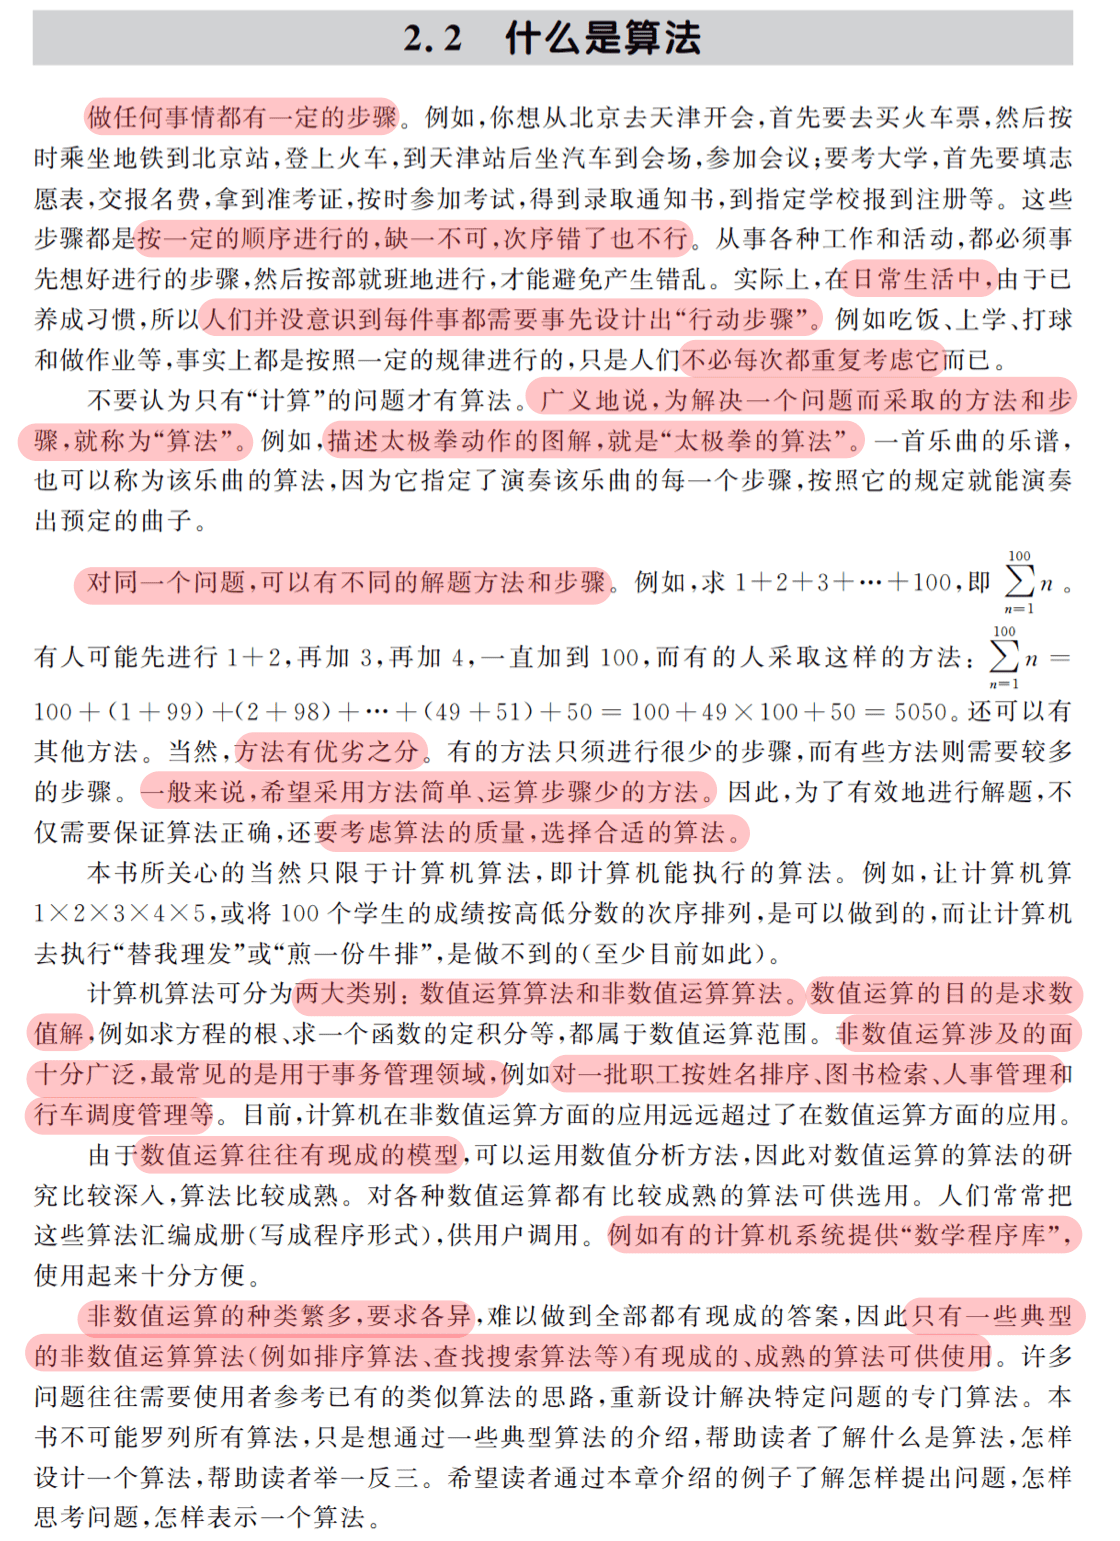 2.2 什么是算法
做任何事情都有一定的步骤。例如,你想从北京去天津开会,首先要去买火车票,然后按
时乘坐地铁到北京站,登上火车,到天津站后坐汽车到会场,参加会议;要考大学,首先要填志
愿表,交报名费,拿到准考证,按时参加考试,得到录取通知书,到指定学校报到注册等。这些
步骤都是按一定的顺序进行的,缺一不可,次序错了也不行。从事各种工作和活动,都必须事
先想好进行的步骤,然后按部就班地进行,才能避免产生错乱。实际上,在日常生活中,由于已
养成习惯,所以人们并没意识到每件事都需要事先设计出“行动步骤”。例如吃饭、上学、打球
和做作业等,事实上都是按照一定的规律进行的,只是人们不必每次都重复考虑它而已。
不要认为只有“计算”的问题才有算法。广义地说,为解决一个问题而采取的方法和步
骤,就称为“算法”。例如,描述太极拳动作的图解,就是“太极拳的算法”。一首乐曲的乐谱,
也可以称为该乐曲的算法,因为它指定了演奏该乐曲的每一个步骤,按照它的规定就能演奏
出预定的曲子。
对同一个问题,可以有不同的解题方法和步骤。例如,求 1+2+3+⋯+100,即 ∑(n=1→100) n 。
有人可能先进行 1+2,再加 3,再加 4,一直加到 100,而有的人采取这样的方法:∑(n=1→100) n =
100+(1+99)+(2+98)+⋯+(49+51)+50=100+49×100+50=5050。还可以有
其他方法。当然,方法有优劣之分。有的方法只须进行很少的步骤,而有些方法则需要较多
的步骤。一般来说,希望采用方法简单、运算步骤少的方法。因此,为了有效地进行解题,不
仅需要保证算法正确,还要考虑算法的质量,选择合适的算法。
本书所关心的当然只限于计算机算法,即计算机能执行的算法。例如,让计算机算
1×2×3×4×5,或将 100 个学生的成绩按高低分数的次序排列,是可以做到的,而让计算机
去执行“替我理发”或“煎一份牛排”,是做不到的(至少目前如此)。
计算机算法可分为两大类别:数值运算算法和非数值运算算法。数值运算的目的是求数
值解,例如求方程的根、求一个函数的定积分等,都属于数值运算范围。非数值运算涉及的面
十分广泛,最常见的是用于事务管理领域,例如对一批职工按姓名排序、图书检索、人事管理和
行车调度管理等。目前,计算机在非数值运算方面的应用远远超过了在数值运算方面的应用。
由于数值运算往往有现成的模型,可以运用数值分析方法,因此对数值运算的算法的研
究比较深入,算法比较成熟。对各种数值运算都有比较成熟的算法可供选用。人们常常把
这些算法汇编成册(写成程序形式),供用户调用。例如有的计算机系统提供“数学程序库”,
使用起来十分方便。
非数值运算的种类繁多,要求各异,难以做到全部都有现成的答案,因此只有一些典型
的非数值运算算法(例如排序算法、查找搜索算法等)有现成的、成熟的算法可供使用。许多
问题往往需要使用者参考已有的类似算法的思路,重新设计解决特定问题的专门算法。本
书不可能罗列所有算法,只是想通过一些典型算法的介绍,帮助读者了解什么是算法,怎样
设计一个算法,帮助读者举一反三。希望读者通过本章介绍的例子了解怎样提出问题,怎样
思考问题,怎样表示一个算法。